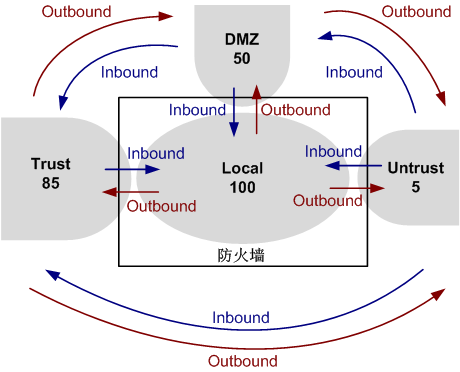 Outbound
Outbound
DMZ
50
Inbound
Inbound
Inbound
Outbound
Trust
85
Inbound
Local
100
Inbound
Untrust
5
Outbound
Outbound
防火墙
Inbound
Outbound